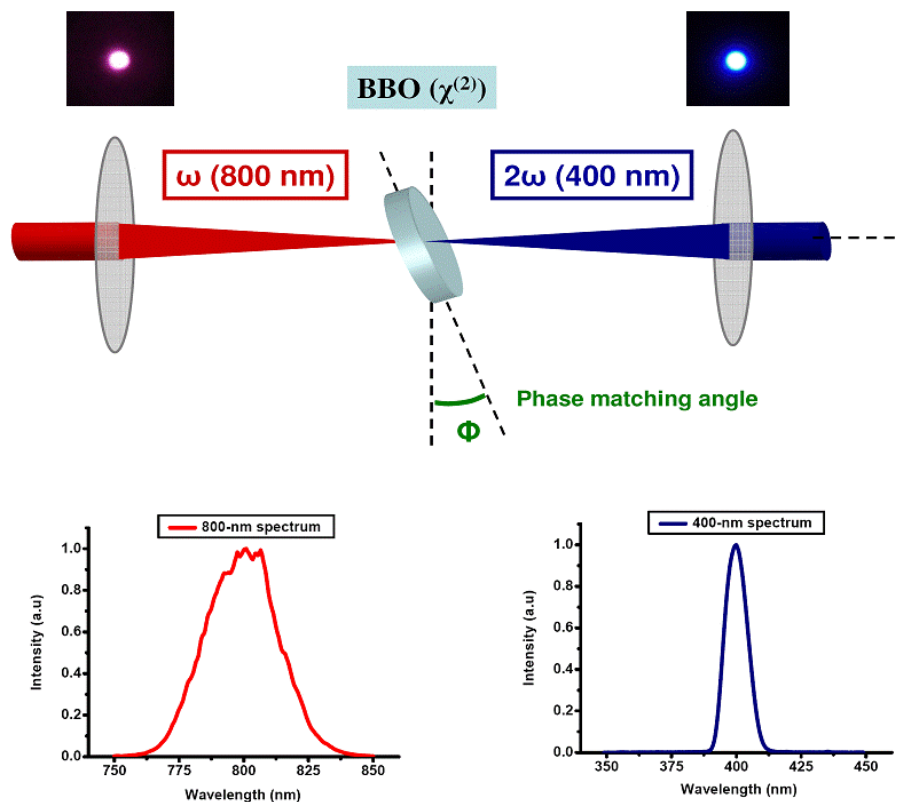 BBO (χ(2))
ω (800 nm)
2ω (400 nm)
Phase matching angle
Φ
800-nm spectrum
1.0
0.8
0.6
0.4
0.2
0.0
Intensity (a.u)
750 775 800 825 850
Wavelength (nm)
400-nm spectrum
1.0
0.8
0.6
0.4
0.2
0.0
Intensity (a.u)
350 375 400 425 450
Wavelength (nm)